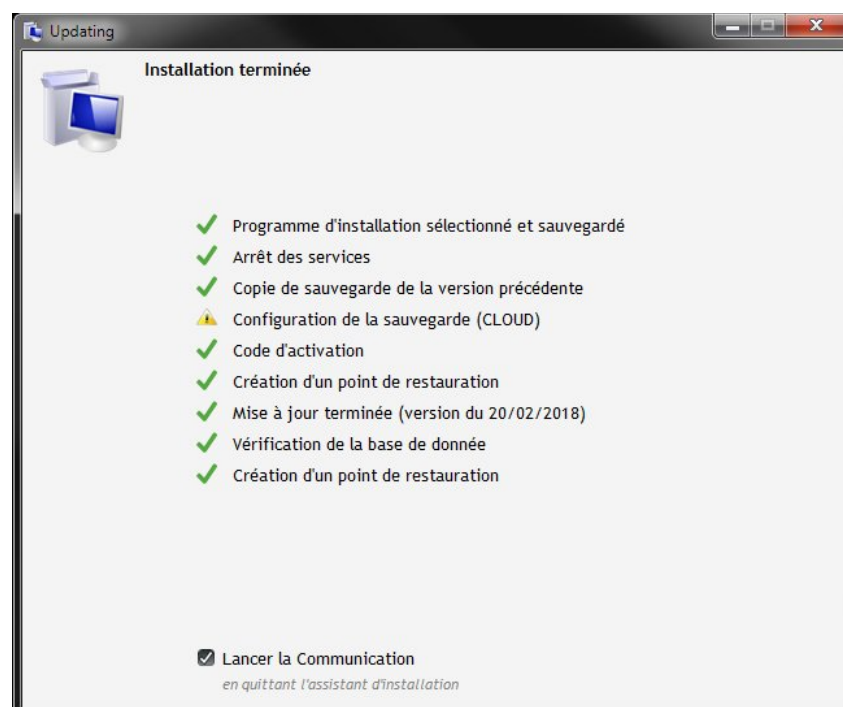 Updating
Installation terminée
Programme d'installation sélectionné et sauvegardé
Arrêt des services
Copie de sauvegarde de la version précédente
Configuration de la sauvegarde (CLOUD)
Code d'activation
Création d'un point de restauration
Mise à jour terminée (version du 20/02/2018)
Vérification de la base de donnée
Création d'un point de restauration
Lancer la Communication
en quittant l'assistant d'installation